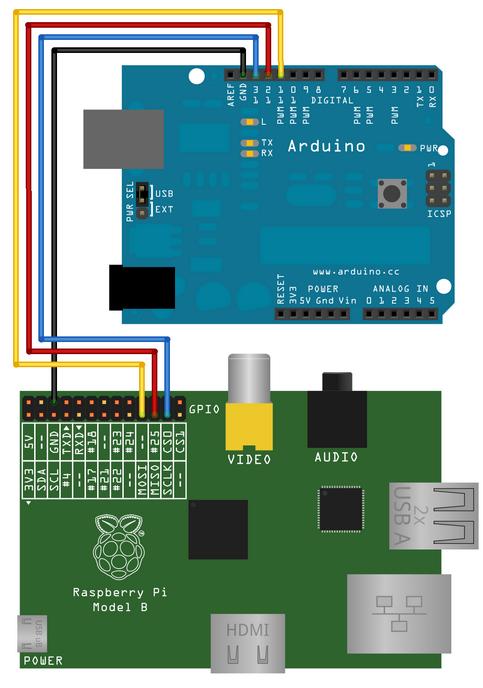 AREF
GND
13
12
11
10
9
8
7
6
5
4
3
2
1
0
PWM
PWM
PWM
PWM
PWM
PWM
TX
RX
DIGITAL
L
TX
RX
Arduino
PWR
1
ICSP
PWR SEL
USB
EXT
www.arduino.cc
RESET
3V3
5V Gnd Vin
POWER
ANALOG IN
0 1 2 3 4 5
GPIO
5V
--
GND
TXD
RXD
#18
--
#23
#24
--
#25
CS0
CS1
3V3
SDA
SCL
#4
--
#17
#21
#22
--
MOSI
MISO
SCLK
--
VIDEO
AUDIO
2x
USB A
Raspberry Pi
Model B
HDMI
USB uB
POWER